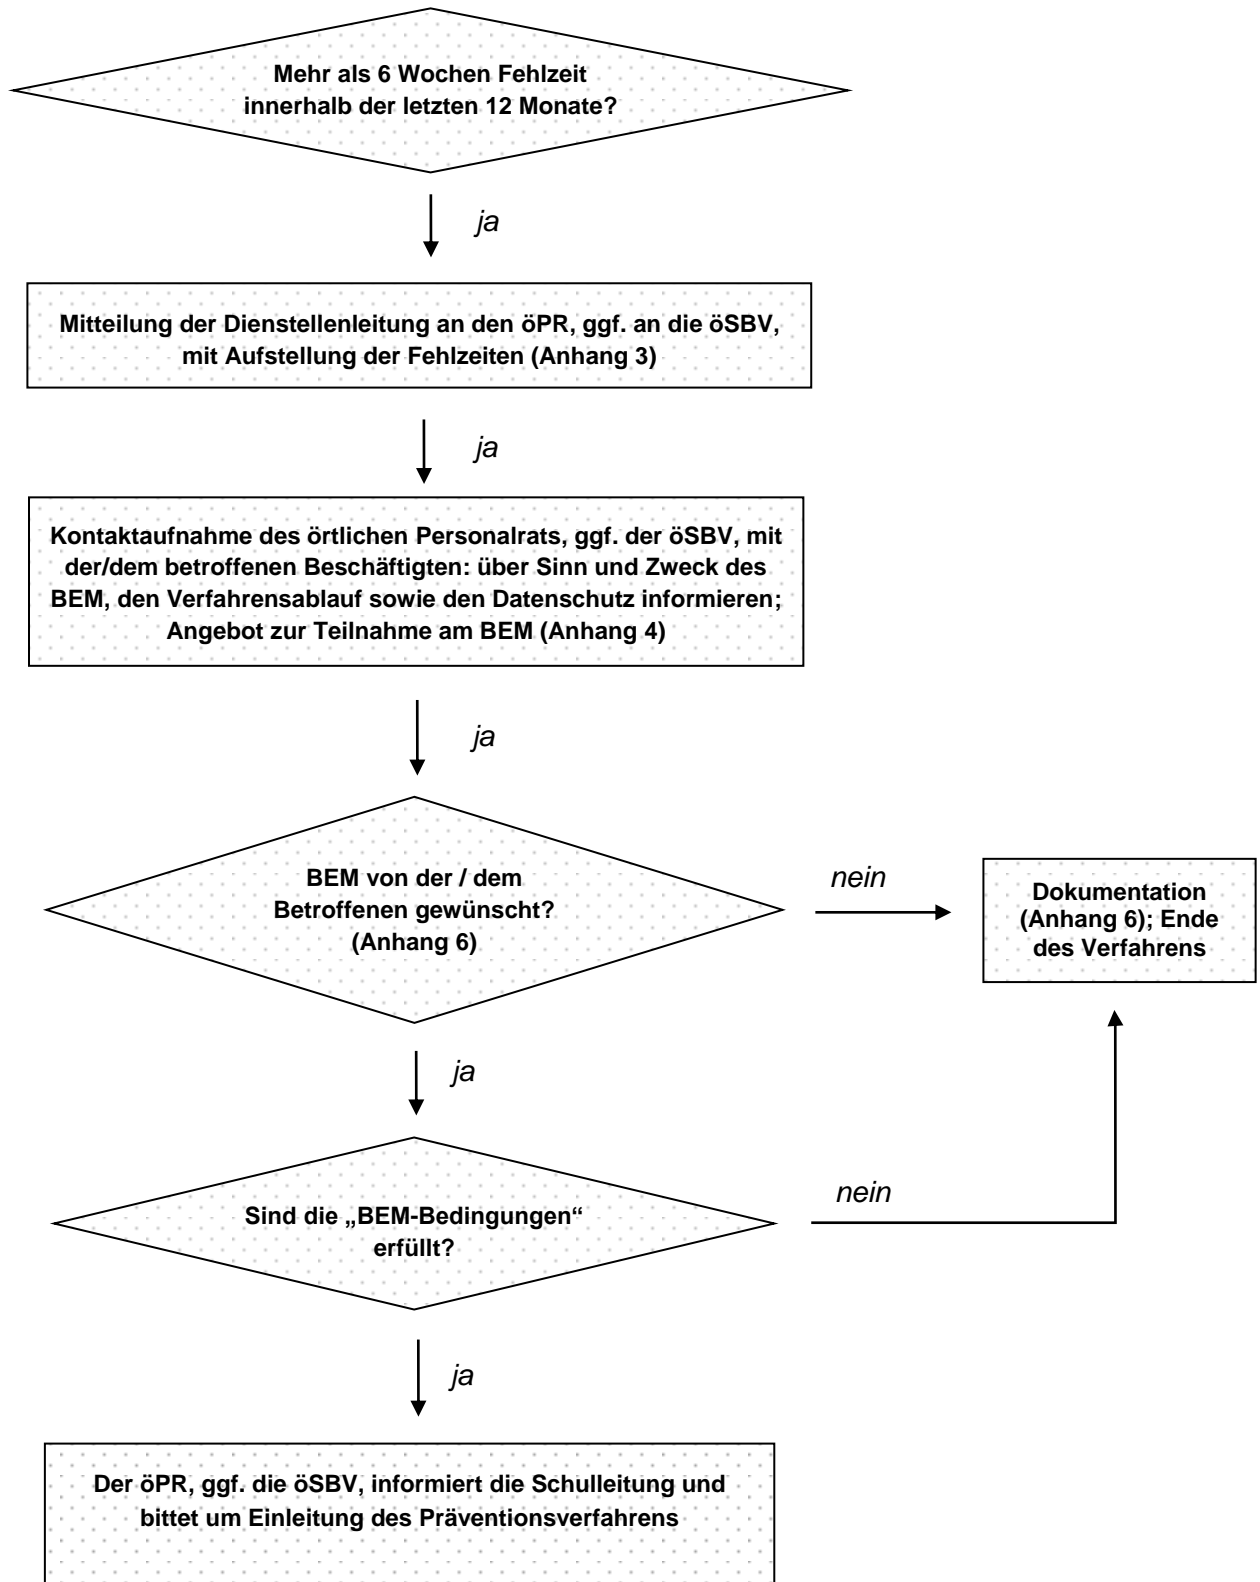 Mehr als 6 Wochen Fehlzeit
innerhalb der letzten 12 Monate?
ja
Mitteilung der Dienstellenleitung an den öPR, ggf. an die öSBV,
mit Aufstellung der Fehlzeiten (Anhang 3)
ja
Kontaktaufnahme des örtlichen Personalrats, ggf. der öSBV, mit
der/dem betroffenen Beschäftigten: über Sinn und Zweck des
BEM, den Verfahrensablauf sowie den Datenschutz informieren;
Angebot zur Teilnahme am BEM (Anhang 4)
ja
BEM von der / dem
Betroffenen gewünscht?
(Anhang 6)
nein
Dokumentation
(Anhang 6); Ende
des Verfahrens
ja
Sind die „BEM-Bedingungen“
erfüllt?
nein
ja
Der öPR, ggf. die öSBV, informiert die Schulleitung und
bittet um Einleitung des Präventionsverfahrens